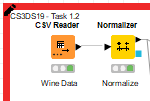 CS3DS19 - Task 1.2
CSV Reader
Normalizer
Wine Data
Normalize